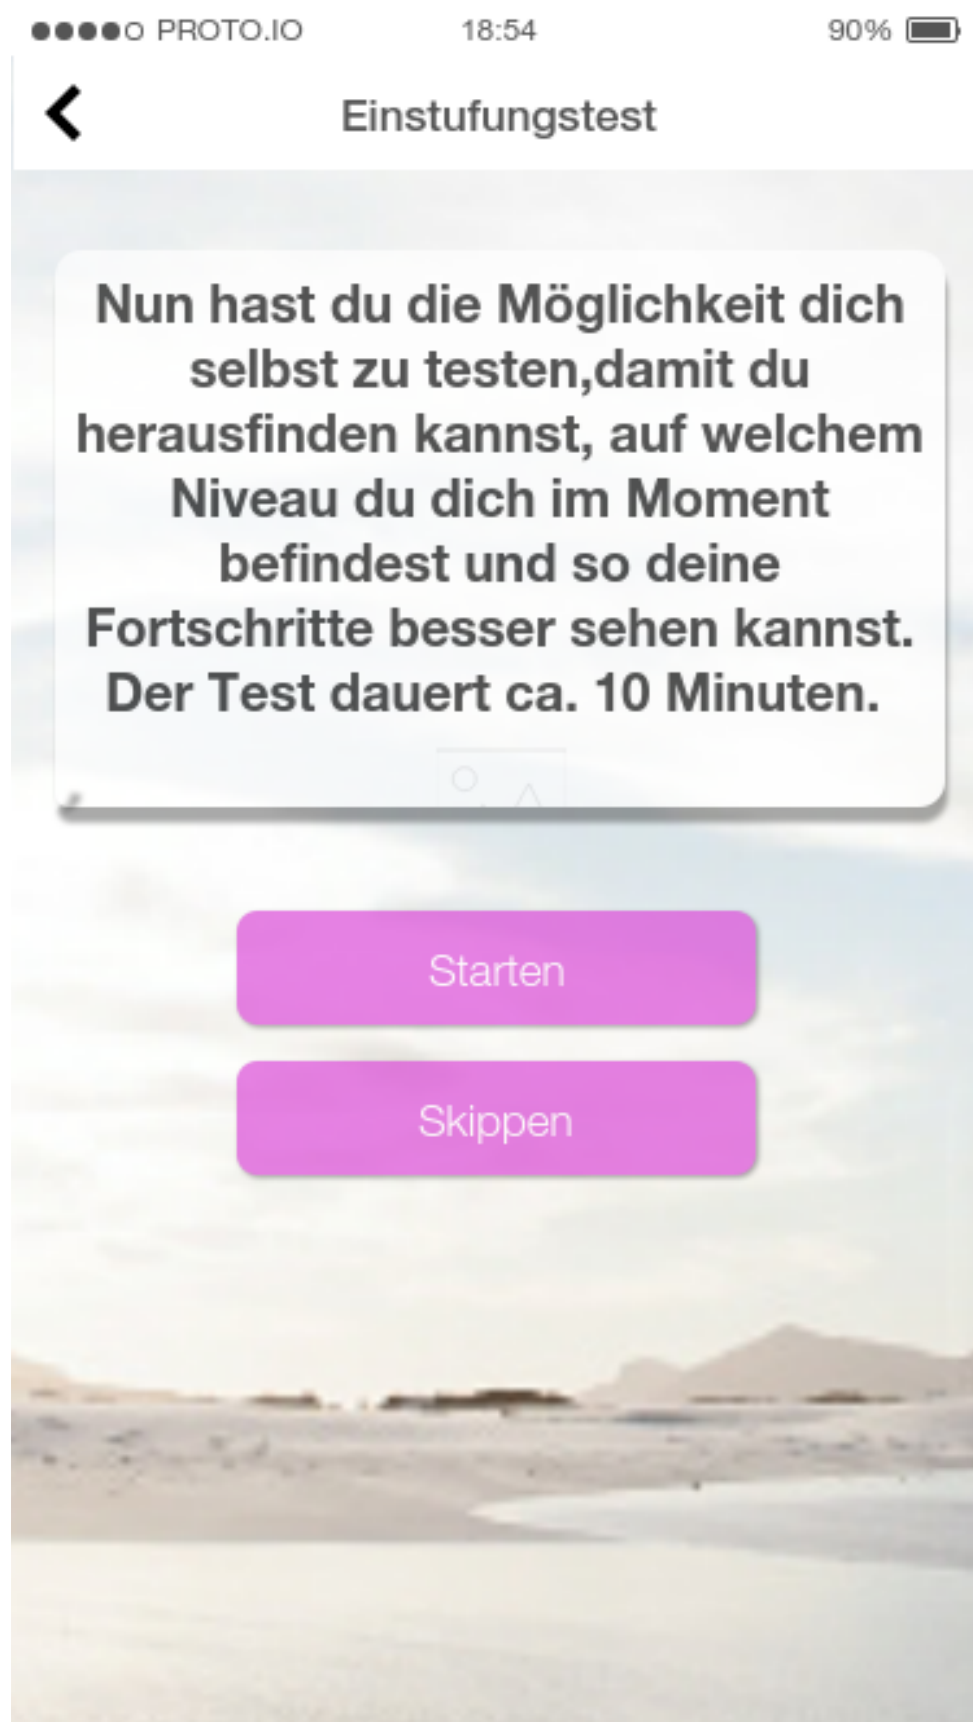 PROTO.IO 18:54 90%
Einstufungstest
Nun hast du die Möglichkeit dich
selbst zu testen,damit du
herausfinden kannst, auf welchem
Niveau du dich im Moment
befindest und so deine
Fortschritte besser sehen kannst.
Der Test dauert ca. 10 Minuten.
Starten
Skippen